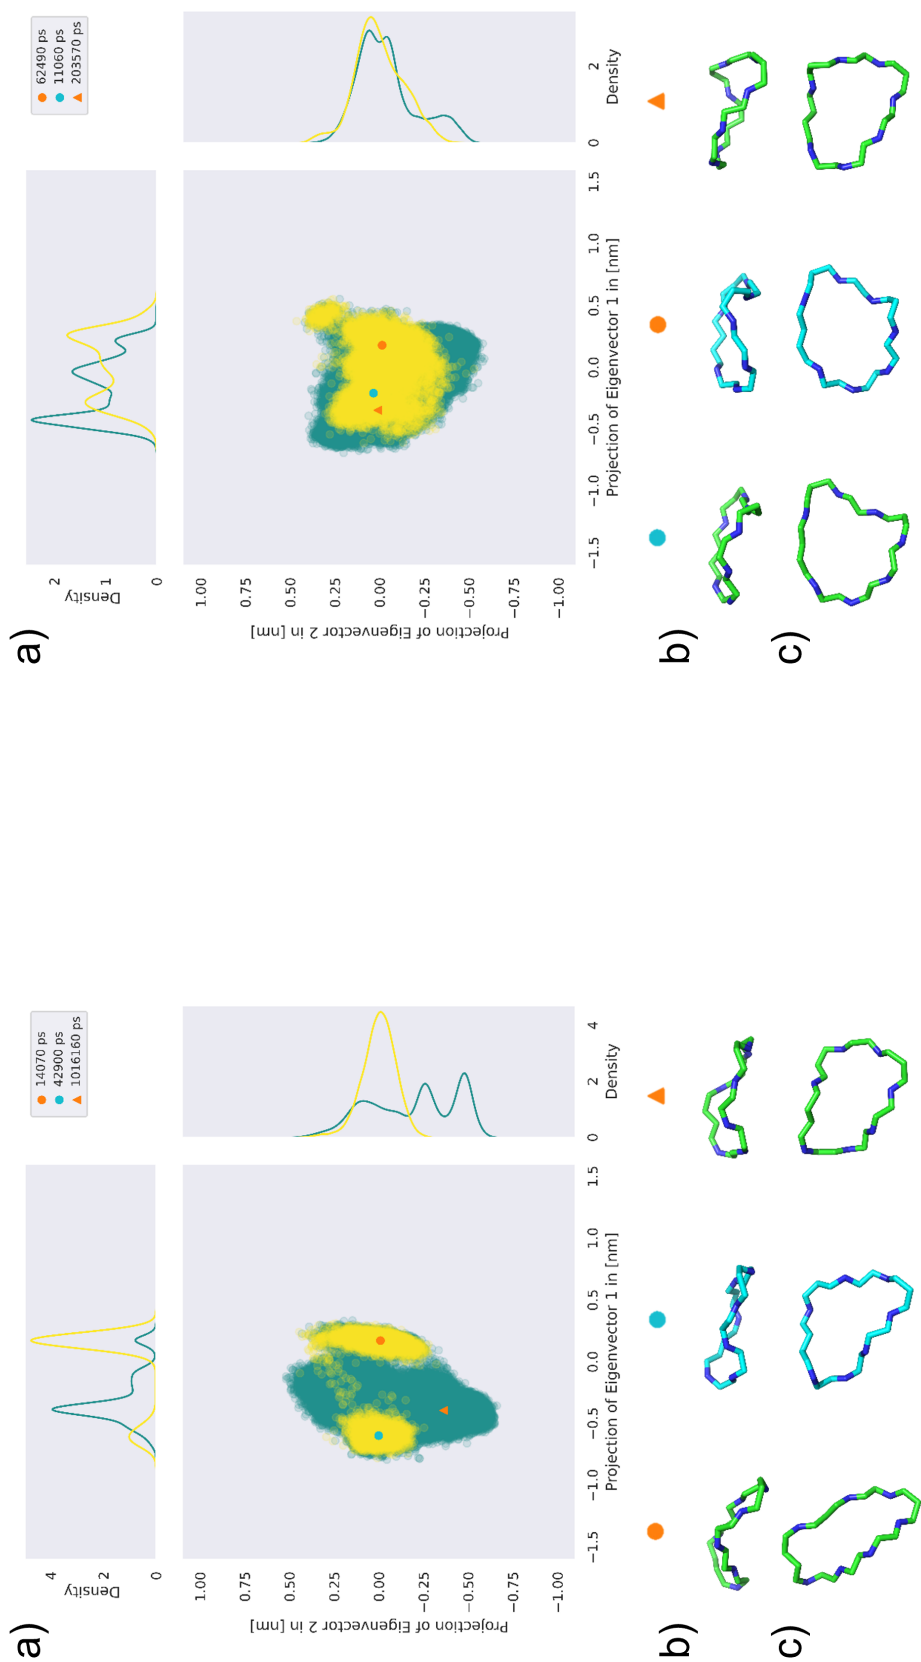 a)
4
2
0
Density
14070 ps
42900 ps
1016160 ps
1.00
0.75
0.50
0.25
0.00
−0.25
−0.50
−0.75
−1.00
Projection of Eigenvector 2 in [nm]
−1.5 −1.0 −0.5 0.0 0.5 1.0 1.5
Projection of Eigenvector 1 in [nm]
0 2 4
Density
b)
c)
a)
2
1
0
Density
62490 ps
11060 ps
203570 ps
1.00
0.75
0.50
0.25
0.00
−0.25
−0.50
−0.75
−1.00
Projection of Eigenvector 2 in [nm]
−1.5 −1.0 −0.5 0.0 0.5 1.0 1.5
Projection of Eigenvector 1 in [nm]
0 2
Density
b)
c)